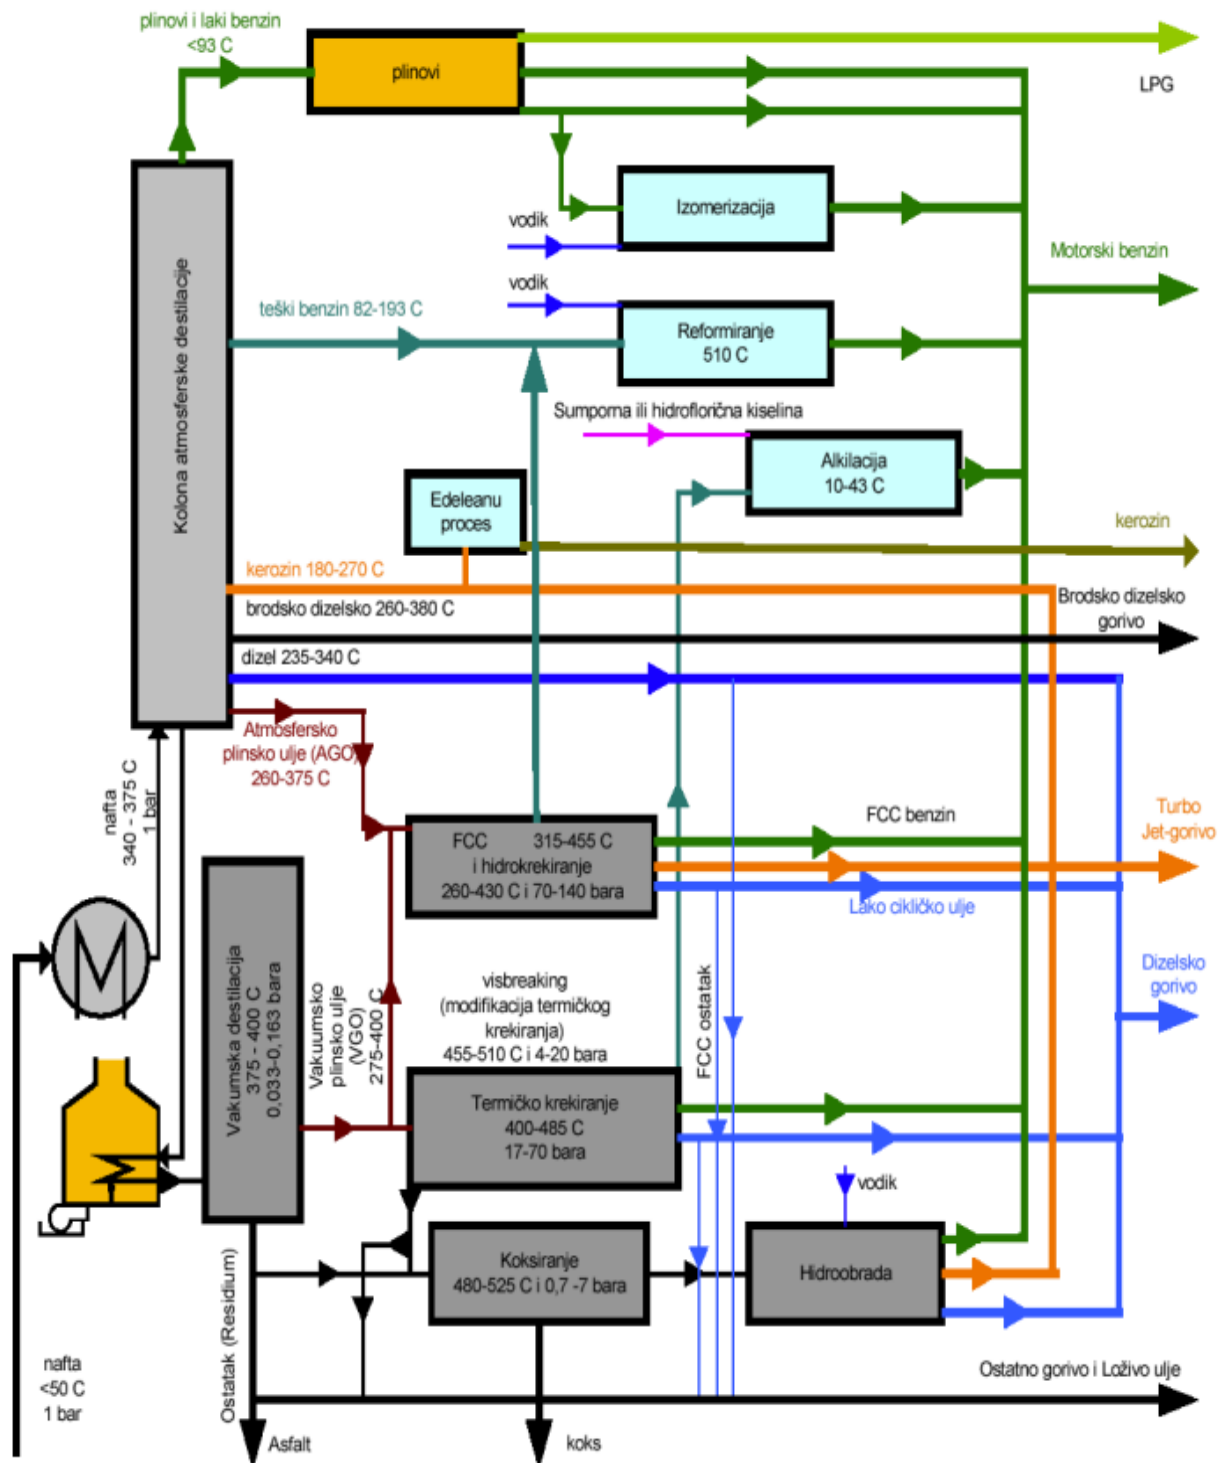 plinovi i laki benzin
<93 C
plinovi
LPG
Izomerizacija
vodik
Motorski benzin
vodik
teški benzin 82-193 C
Reformiranje
510 C
Kolona atmosferske destilacije
Sumporna ili hidroflorična kiselina
Alkilacija
10-43 C
Edeleanu
proces
kerozin
kerozin 180-270 C
brodsko dizelsko 260-380 C
Brodsko dizelsko
gorivo
dizel 235-340 C
Atmosfersko
plinsko ulje (AGO)
260-375 C
nafta
340 - 375 C
1 bar
FCC 315-455 C
i hidrokrekiranje
260-430 C i 70-140 bara
FCC benzin
Turbo
Jet-gorivo
Lako cikličko ulje
Vakumska destilacija
375 - 400 C
0,033-0,163 bara
Vakuumsko
plinsko ulje
(VGO)
275-400 C
visbreaking
(modifikacija termičkog
krekiranja)
455-510 C i 4-20 bara
FCC ostatak
Dizelsko
gorivo
Termičko krekiranje
400-485 C
17-70 bara
vodik
Koksiranje
480-525 C i 0,7 -7 bara
Hidroobrada
Ostatak (Residium)
nafta
<50 C
1 bar
Ostatno gorivo i Loživo ulje
Asfalt
koks